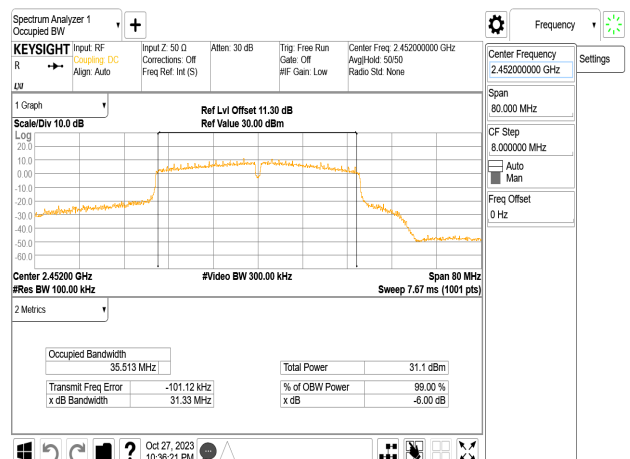 Spectrum Analyzer 1
Occupied BW
Frequency
KEYSIGHT
R
Input: RF
Coupling: DC
Align: Auto
Input Z: 50 Ω
Corrections: Off
Freq Ref: Int (S)
Atten: 30 dB
Trig: Free Run
Gate: Off
#IF Gain: Low
Center Freq: 2.452000000 GHz
Avg|Hold: 50/50
Radio Std: None
Center Frequency
2.452000000 GHz
Settings
Span
80.000 MHz
CF Step
8.000000 MHz
Auto
Man
Freq Offset
0 Hz
1 Graph
Scale/Div 10.0 dB
Ref Lvl Offset 11.30 dB
Ref Value 30.00 dBm
Log
20.0
10.0
0.00
-10.0
-20.0
-30.0
-40.0
-50.0
-60.0
Center 2.45200 GHz
#Video BW 300.00 kHz
Span 80 MHz
#Res BW 100.00 kHz
Sweep 7.67 ms (1001 pts)
2 Metrics
Occupied Bandwidth
35.513 MHz
Total Power 31.1 dBm
Transmit Freq Error -101.12 kHz
% of OBW Power 99.00 %
x dB Bandwidth 31.33 MHz
x dB -6.00 dB
?
Oct 27, 2023
10:36:21 PM